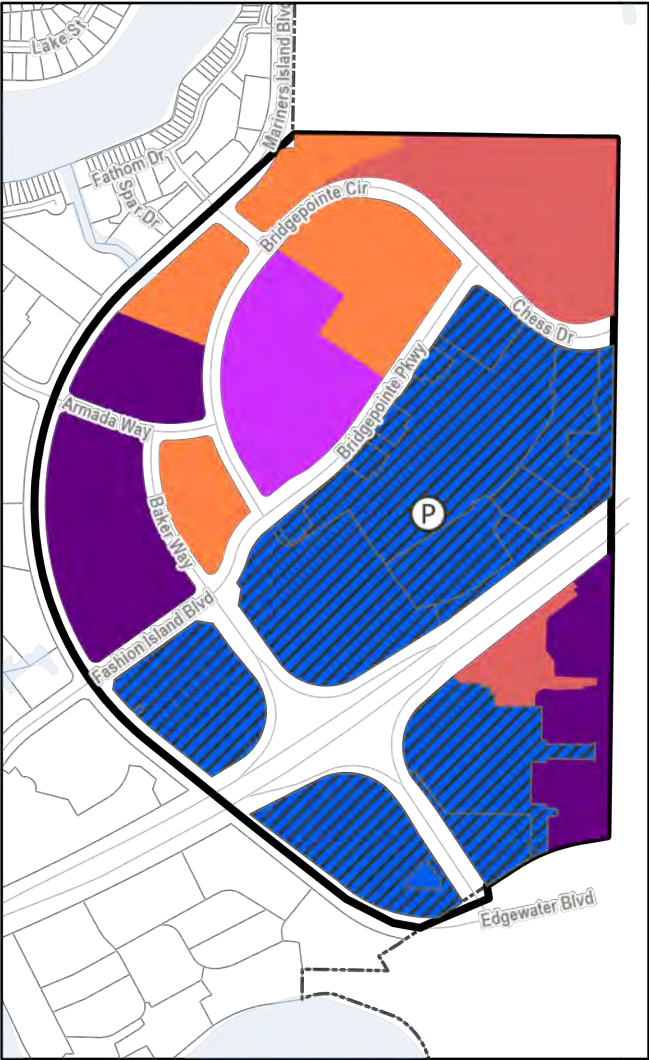 Lake St
Mariners Island Blvd
Fathom Dr
Spar Dr
Bridgepointe Cir
Chess Dr
Bridgepointe Pkwy
Armada Way
Baker Way
P
Fashion Island Blvd
Edgewater Blvd